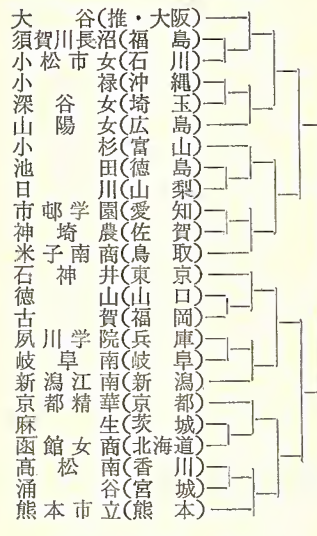 大谷(推・大阪)
須賀川長沼(福島)
小松市女(石川)
小禄(沖縄)
深谷女(埼玉)
山陽女(広島)
小杉(富山)
池田(徳島)
日川(山梨)
市邨学園(愛知)
神埼農(佐賀)
米子南商(鳥取)
石神井(東京)
徳山(山口)
古賀(福岡)
夙川学院(兵庫)
岐阜南(岐阜)
新潟江南(新潟)
京都精華(京都)
麻生(茨城)
函館女商(北海道)
高松南(香川)
涌谷(宮城)
熊本市立(熊本)